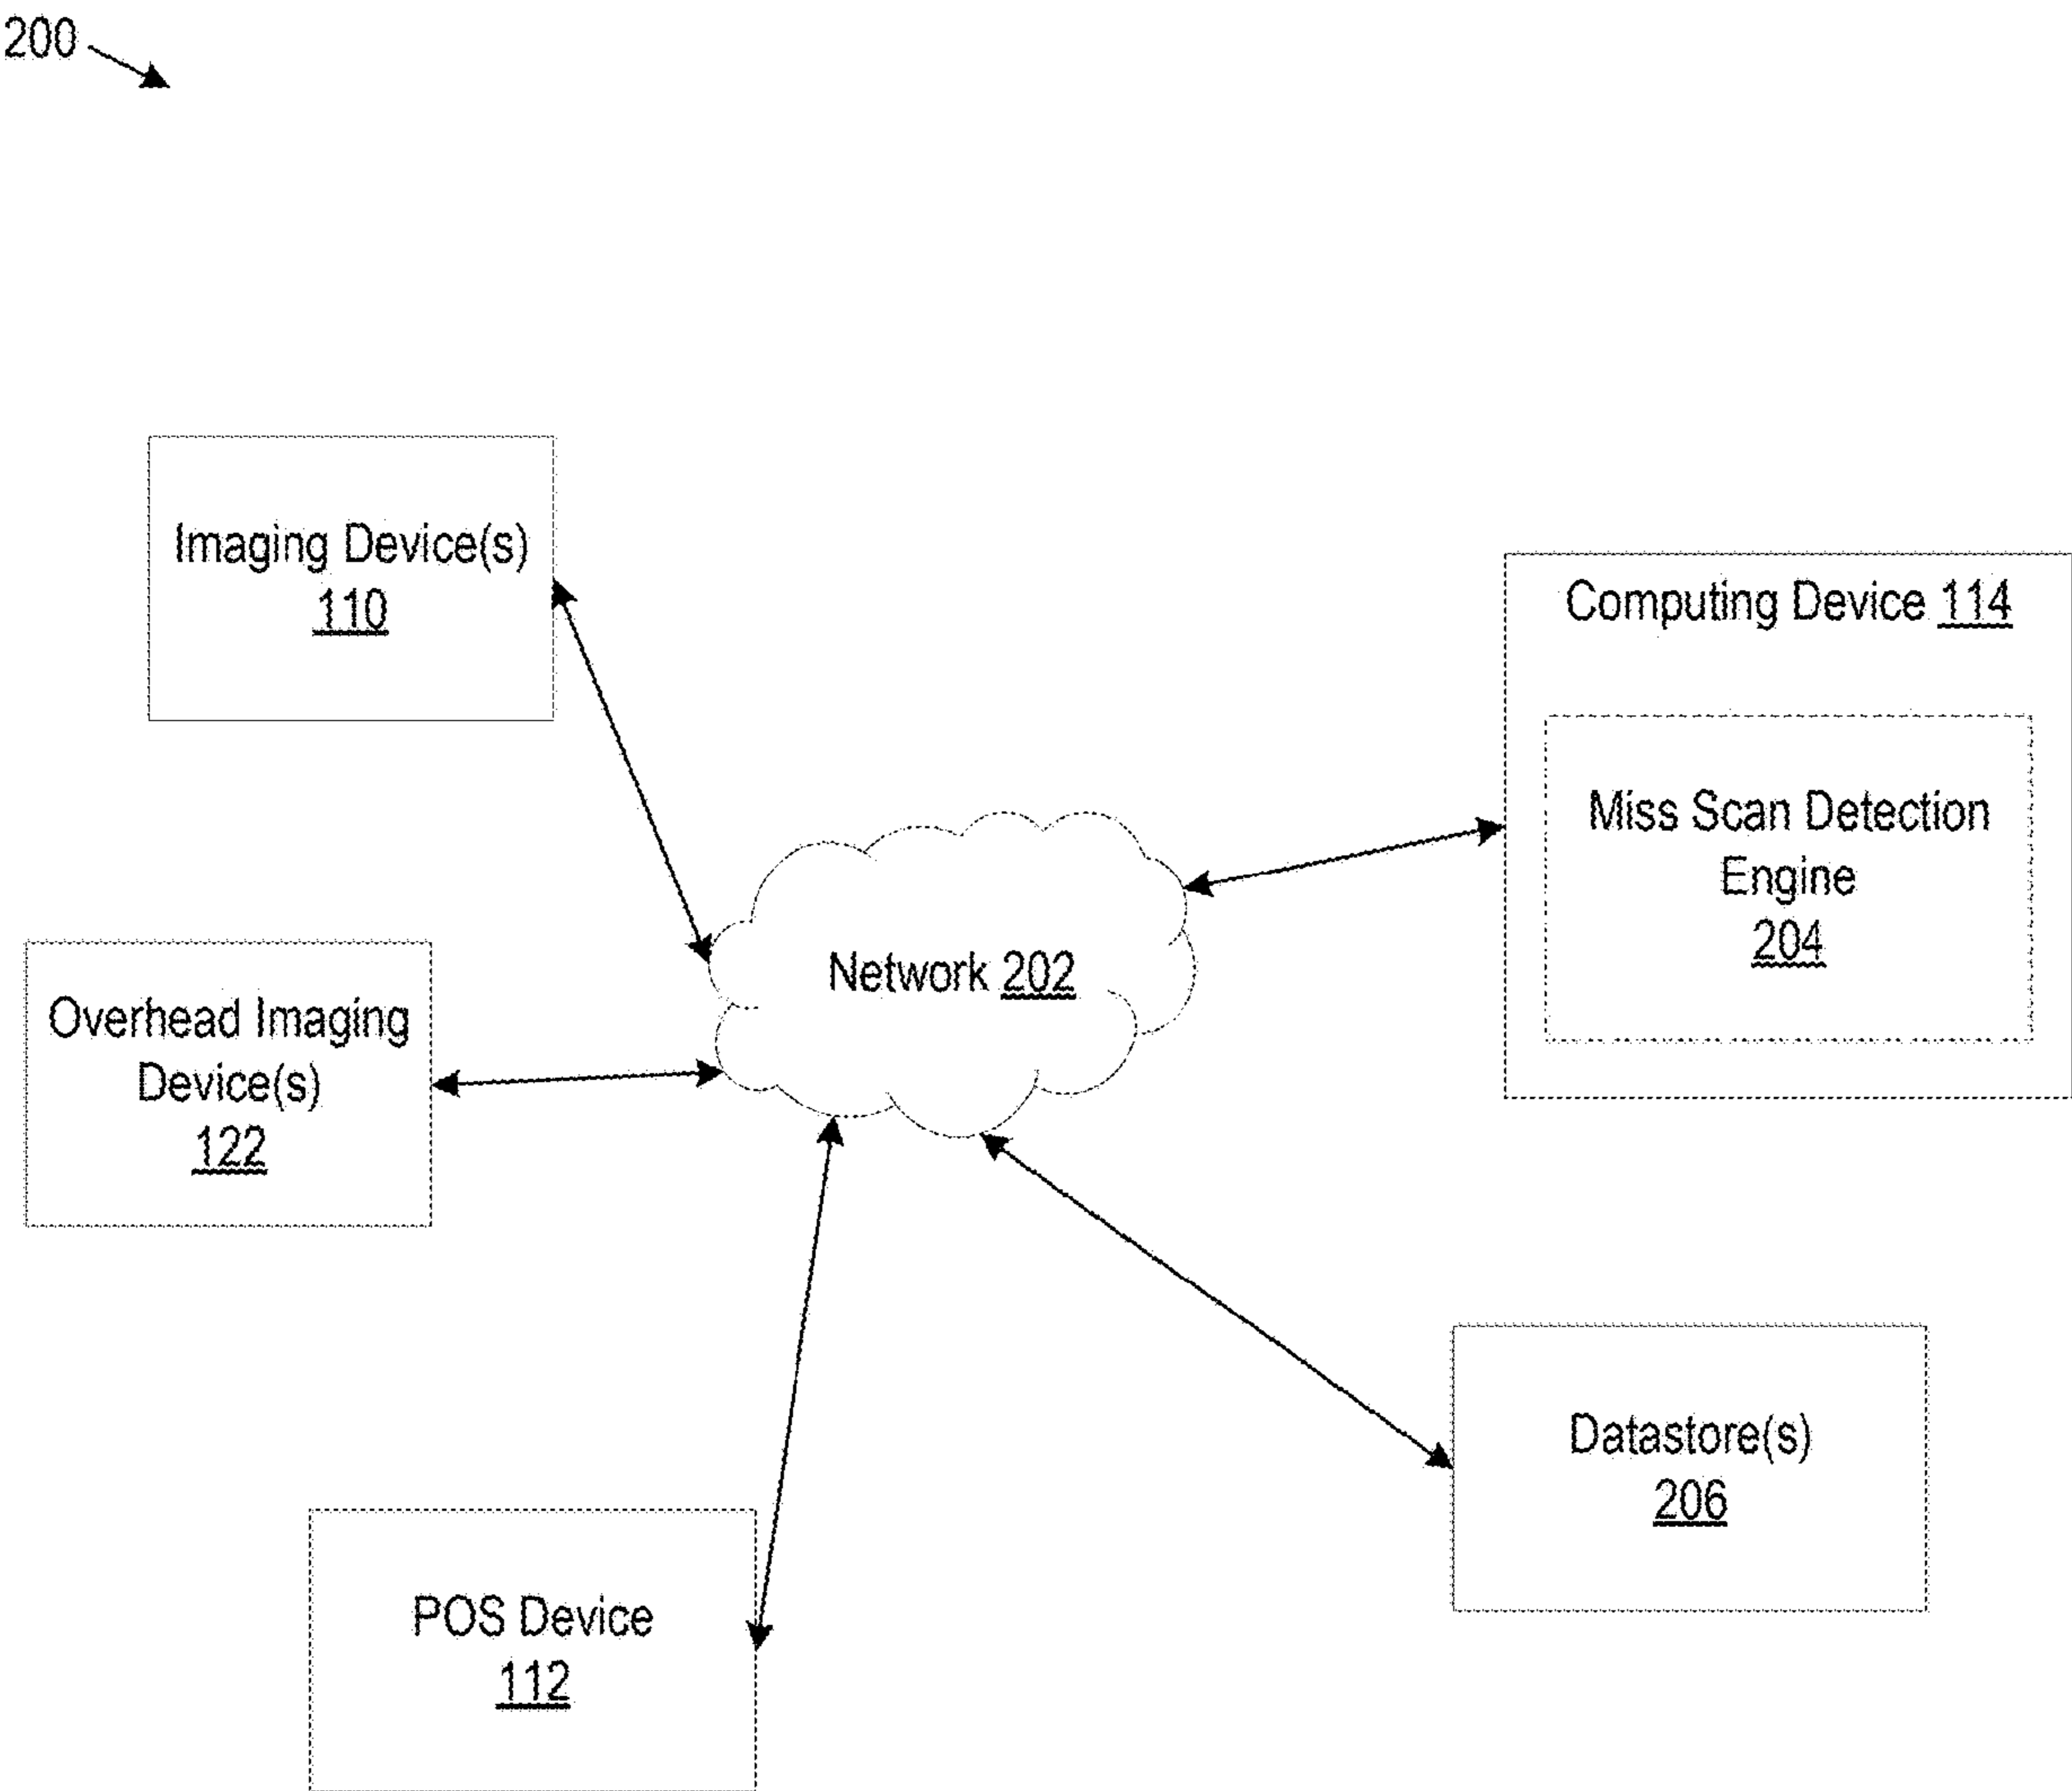 200
Imaging Device(s)
110
Computing Device 114
Miss Scan Detection
Engine
204
Network 202
Overhead Imaging
Device(s)
122
Datastore(s)
206
POS Device
112